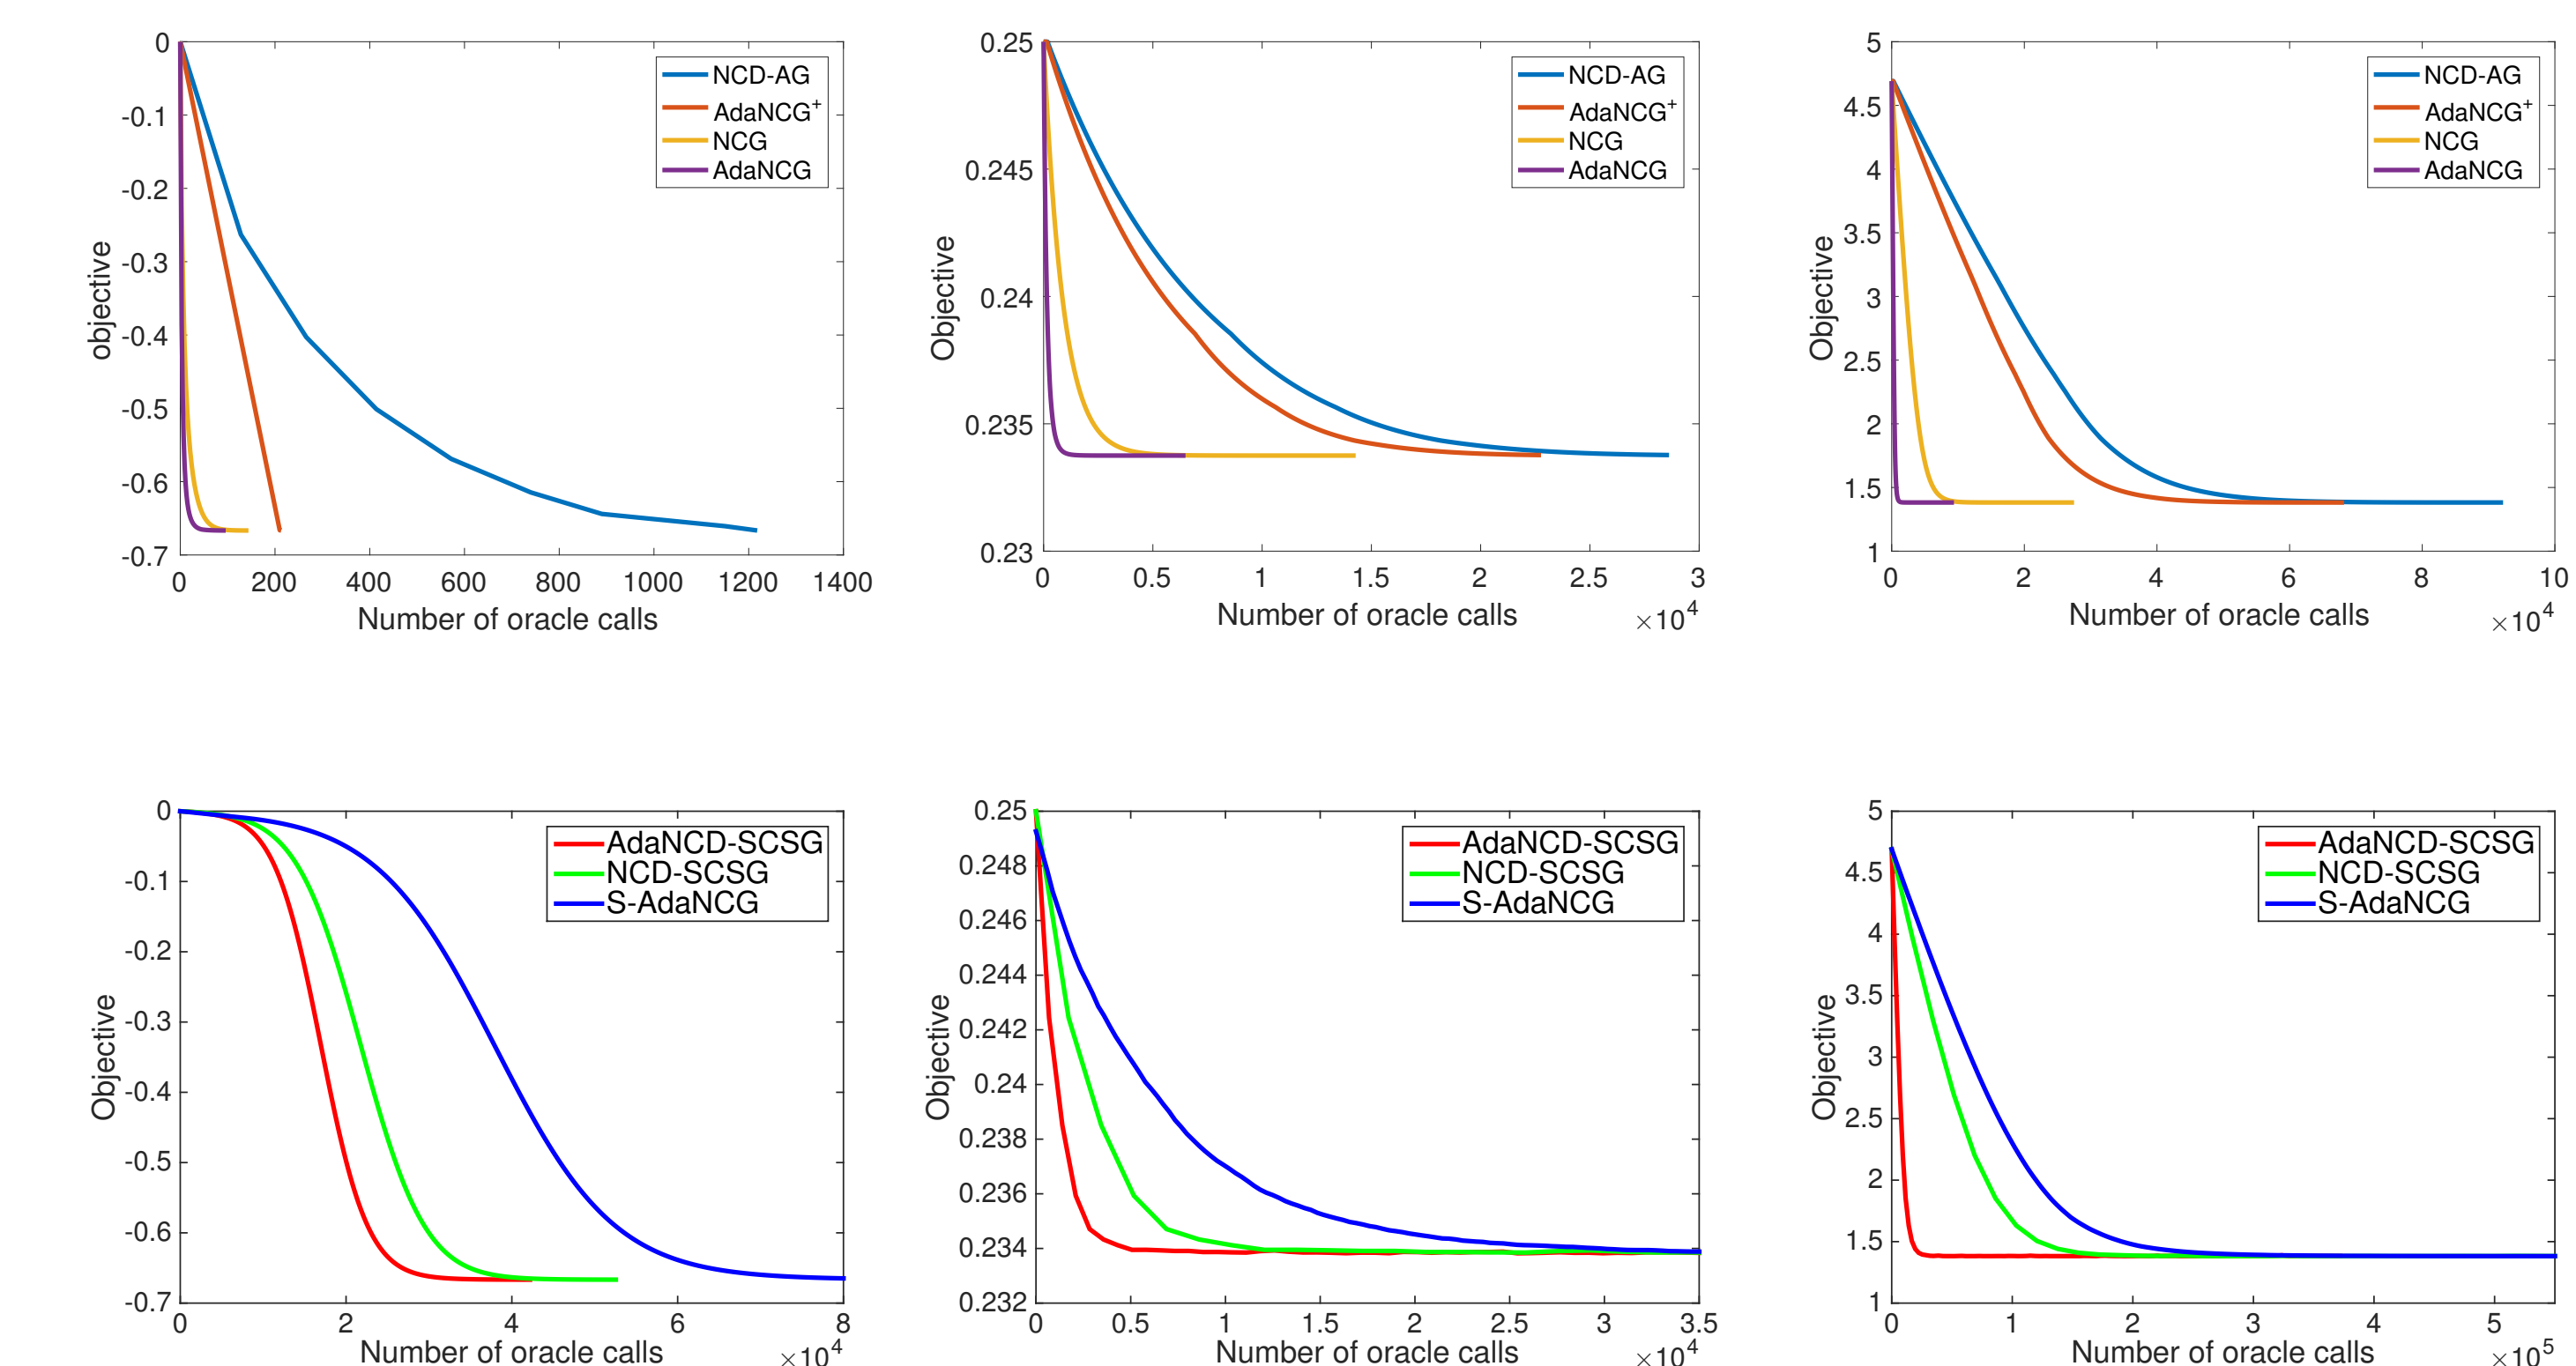 0
-0.1
-0.2
-0.3
-0.4
-0.5
-0.6
-0.7
objective
NCD-AG
AdaNCG+
NCG
AdaNCG
0 200 400 600 800 1000 1200 1400
Number of oracle calls
0.25
0.245
0.24
0.235
0.23
Objective
NCD-AG
AdaNCG+
NCG
AdaNCG
0 0.5 1 1.5 2 2.5 3
Number of oracle calls ×10^4
5
4.5
4
3.5
3
2.5
2
1.5
1
Objective
NCD-AG
AdaNCG+
NCG
AdaNCG
0 2 4 6 8 10
Number of oracle calls ×10^4
0
-0.1
-0.2
-0.3
-0.4
-0.5
-0.6
-0.7
Objective
AdaNCD-SCSG
NCD-SCSG
S-AdaNCG
0 2 4 6 8
Number of oracle calls ×10^4
0.25
0.248
0.246
0.244
0.242
0.24
0.238
0.236
0.234
0.232
Objective
AdaNCD-SCSG
NCD-SCSG
S-AdaNCG
0 0.5 1 1.5 2 2.5 3 3.5
Number of oracle calls ×10^4
5
4.5
4
3.5
3
2.5
2
1.5
1
Objective
AdaNCD-SCSG
NCD-SCSG
S-AdaNCG
0 1 2 3 4 5
Number of oracle calls ×10^5